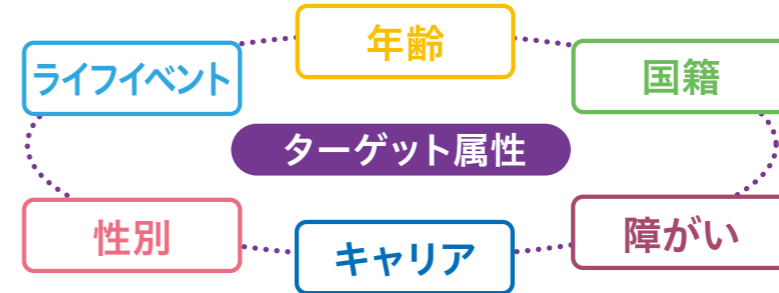 年齢
ライフイベント
国籍
ターゲット属性
性別
キャリア
障がい